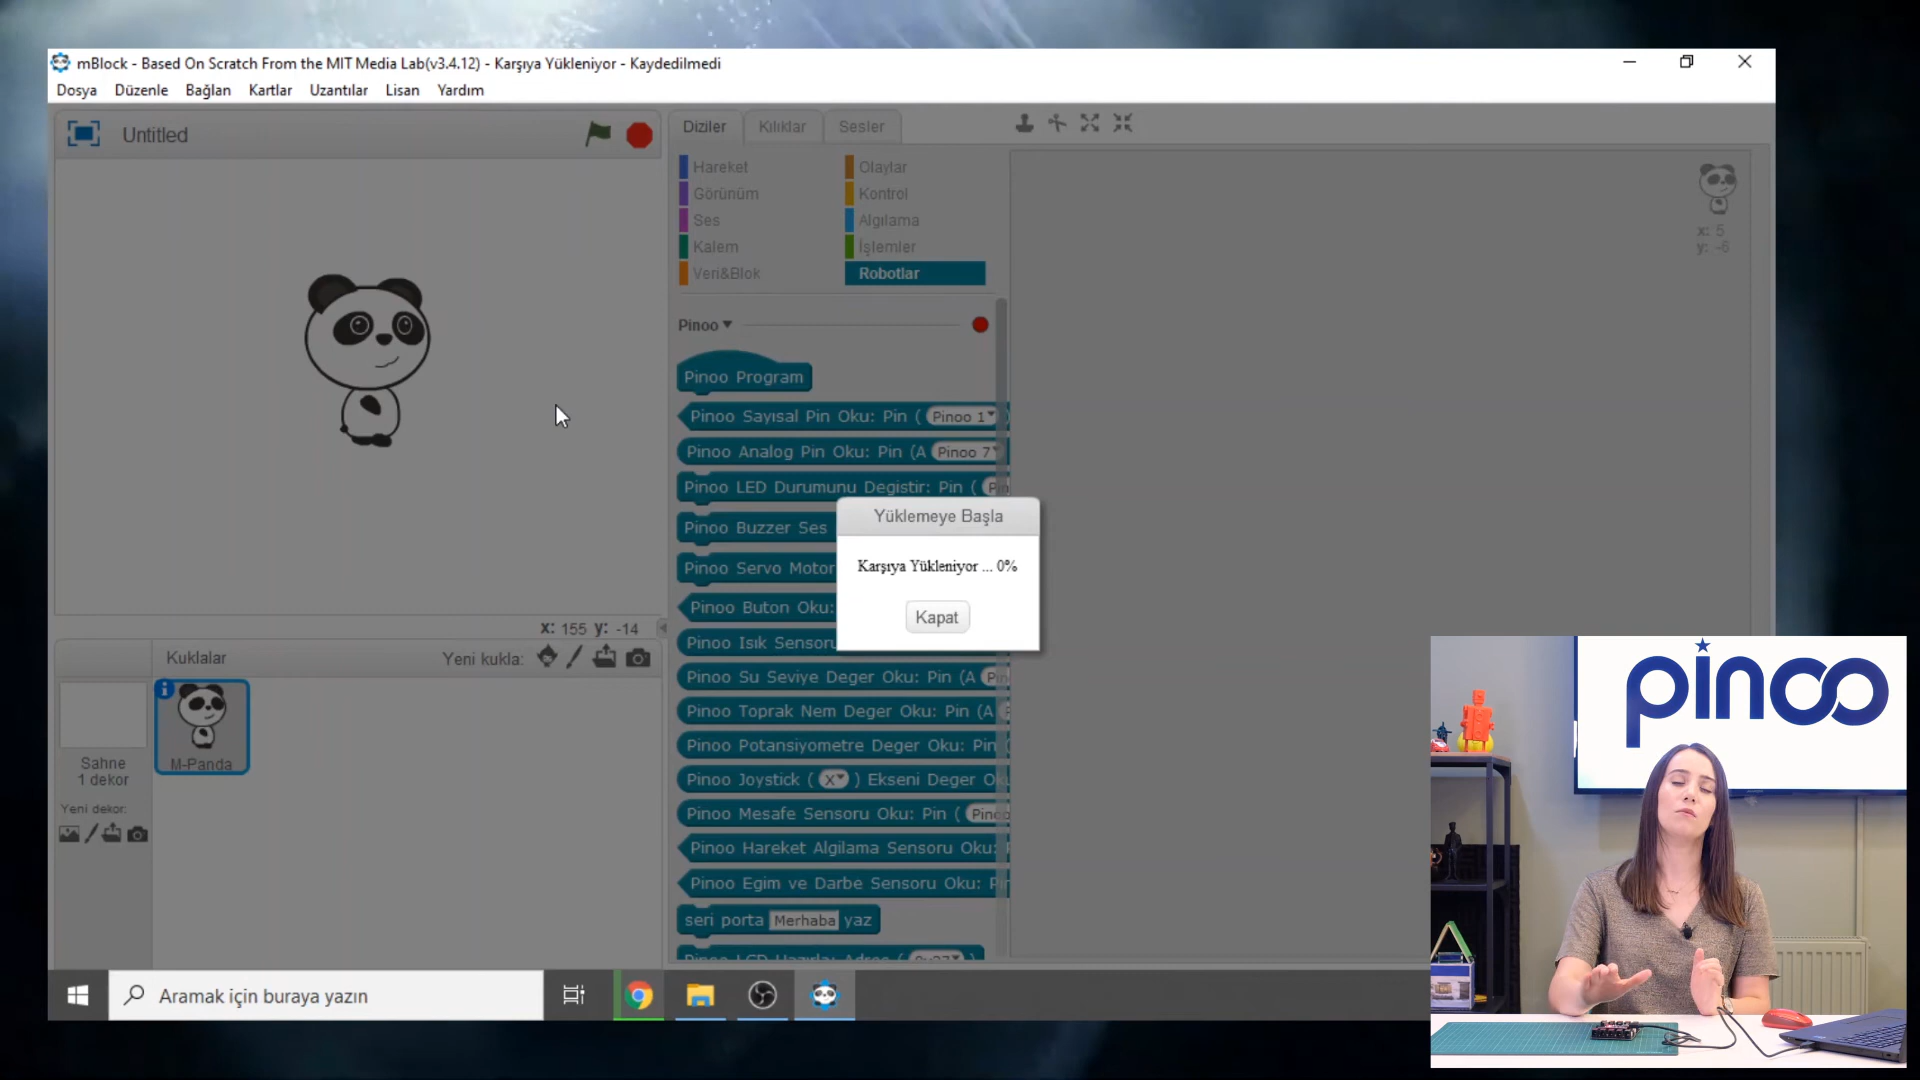 mBlock - Based On Scratch From the MIT Media Lab(v3.4.12) - Karşıya Yükleniyor - Kaydedilmedi
Dosya Düzenle Bağlan Kartlar Uzantılar Lisan Yardım
Untitled
x: 155 y: -14
Kuklalar
Yeni kukla:
Sahne
1 dekor
Yeni dekor:
M-Panda
Diziler Kılıklar Sesler
Hareket Olaylar
Görünüm Kontrol
Ses Algılama
Kalem İşlemler
Veri&Blok Robotlar
Pinoo
Pinoo Program
Pinoo Sayısal Pin Oku: Pin ( Pinoo 1
Pinoo Analog Pin Oku: Pin (A Pinoo 7
Pinoo LED Durumunu Degistir: Pin (
Pinoo Buzzer Ses
Pinoo Servo Motor
Pinoo Buton Oku:
Pinoo Isık Sensoru
Pinoo Su Seviye Deger Oku: Pin (A
Pinoo Toprak Nem Deger Oku: Pin (A
Pinoo Potansiyometre Deger Oku: Pin
Pinoo Joystick ( X ) Ekseni Deger
Pinoo Mesafe Sensoru Oku: Pin (
Pinoo Hareket Algilama Sensoru Oku:
Pinoo Egim ve Darbe Sensoru Oku:
seri porta Merhaba yaz
Yüklemeye Başla
Karşıya Yükleniyor ... 0%
Kapat
x: 5
y: -6
Aramak için buraya yazın
pinoo